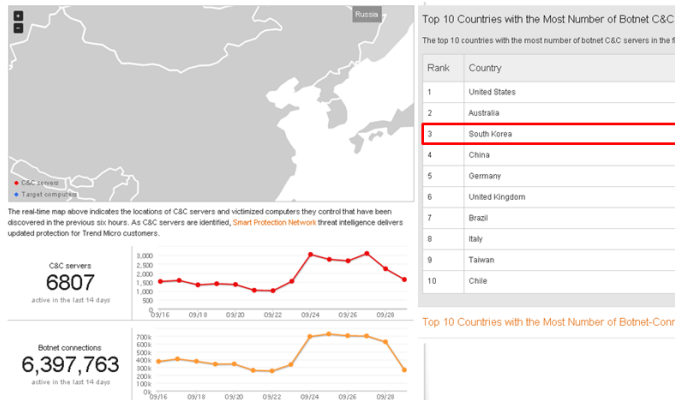 +
-
Russia
C&C servers
Target computers
The real-time map above indicates the locations of C&C servers and victimized computers they control that have been
discovered in the previous six hours. As C&C servers are identified, Smart Protection Network threat intelligence delivers
updated protection for Trend Micro customers.
C&C servers
6807
active in the last 14 days
3,000
2,500
2,000
1,500
1,000
500
0
09/16 09/18 09/20 09/22 09/24 09/26 09/28
Botnet connections
6,397,763
active in the last 14 days
700k
600k
500k
400k
300k
200k
100k
0k
09/16 09/18 09/20 09/22 09/24 09/26 09/28
Top 10 Countries with the Most Number of Botnet C&C
The top 10 countries with the most number of botnet C&C servers in the
Rank Country
1 United States
2 Australia
3 South Korea
4 China
5 Germany
6 United Kingdom
7 Brazil
8 Italy
9 Taiwan
10 Chile
Top 10 Countries with the Most Number of Botnet-Conn